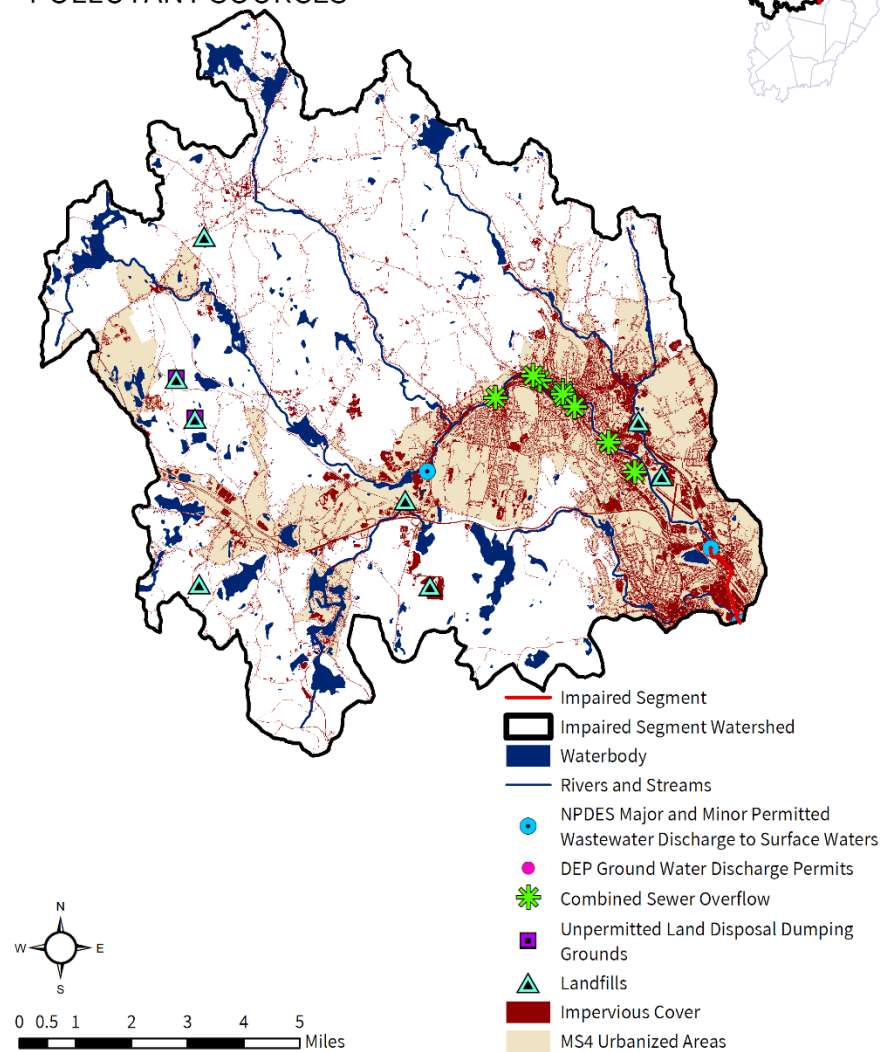 POLLUTANT SOURCES
Impaired Segment
Impaired Segment Watershed
Waterbody
Rivers and Streams
NPDES Major and Minor Permitted
Wastewater Discharge to Surface Waters
DEP Ground Water Discharge Permits
Combined Sewer Overflow
Unpermitted Land Disposal Dumping
Grounds
Landfills
Impervious Cover
MS4 Urbanized Areas
N
W E
S
0 0.5 1 2 3 4 5
Miles